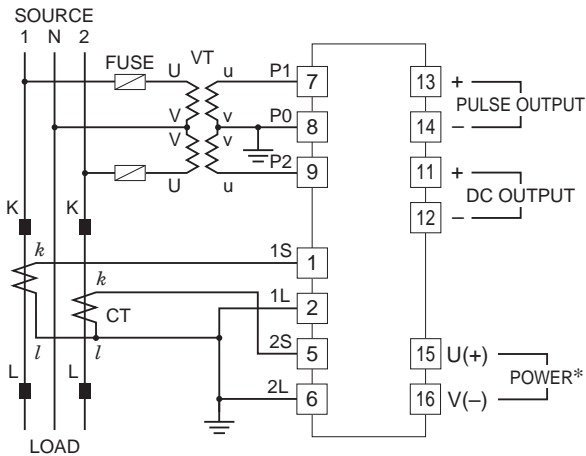 SOURCE
1 N 2
FUSE
VT
U u P1 7
V v P0 8
V v
U u P2 9
K K
k 1S 1
k 1L 2
CT
l l 2S 5
L L 2L 6
LOAD
13 +
PULSE OUTPUT
14 –
11 +
DC OUTPUT
12 –
15 U(+)
POWER*
16 V(–)